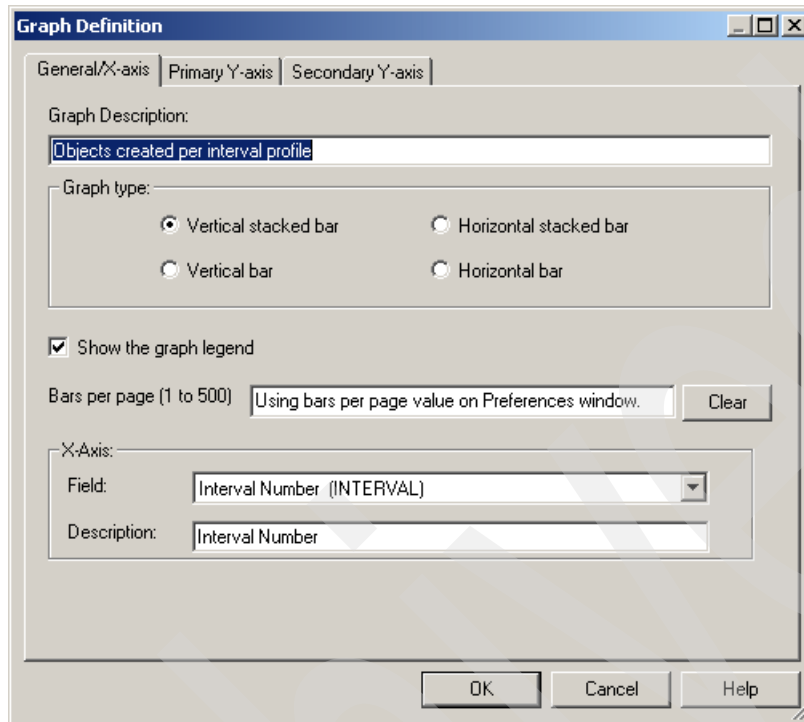 Graph Definition
General/X-axis Primary Y-axis Secondary Y-axis
Graph Description:
Objects created per interval profile
Graph type:
Vertical stacked bar Horizontal stacked bar
Vertical bar Horizontal bar
Show the graph legend
Bars per page (1 to 500) Using bars per page value on Preferences window. Clear
X-Axis:
Field: Interval Number (INTERVAL)
Description: Interval Number
OK Cancel Help